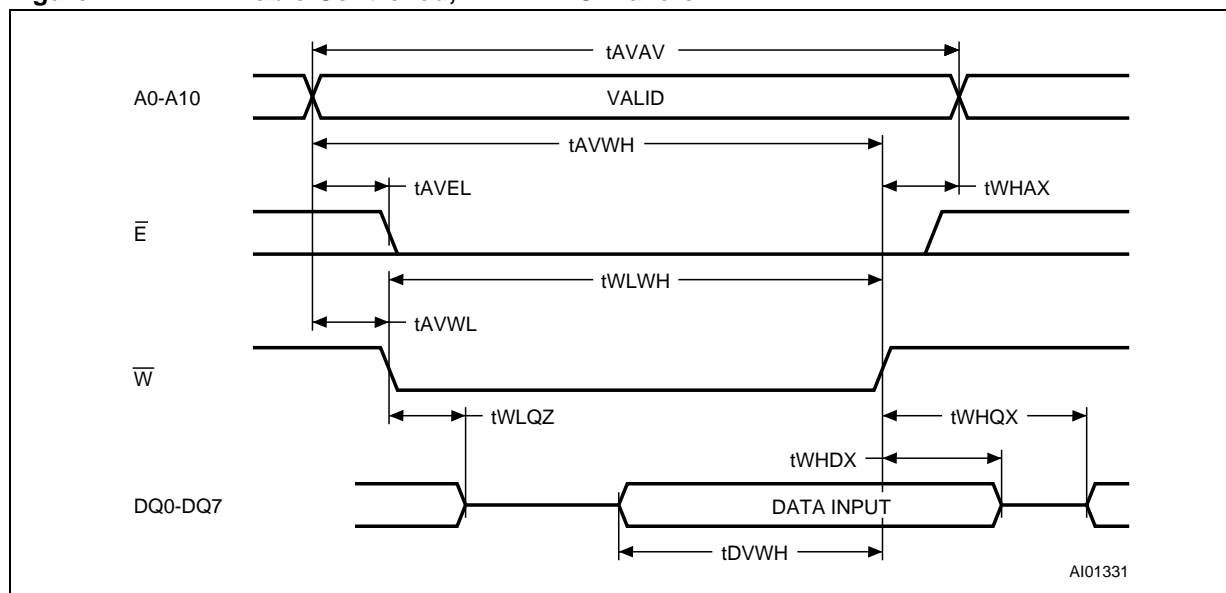 tAVAV
A0-A10
VALID
tAVWH
tAVEL
tWHAX
E̅
tWLWH
tAVWL
W̅
tWLQZ
tWHQX
tWHDX
DQ0-DQ7
DATA INPUT
tDVWH
AI01331